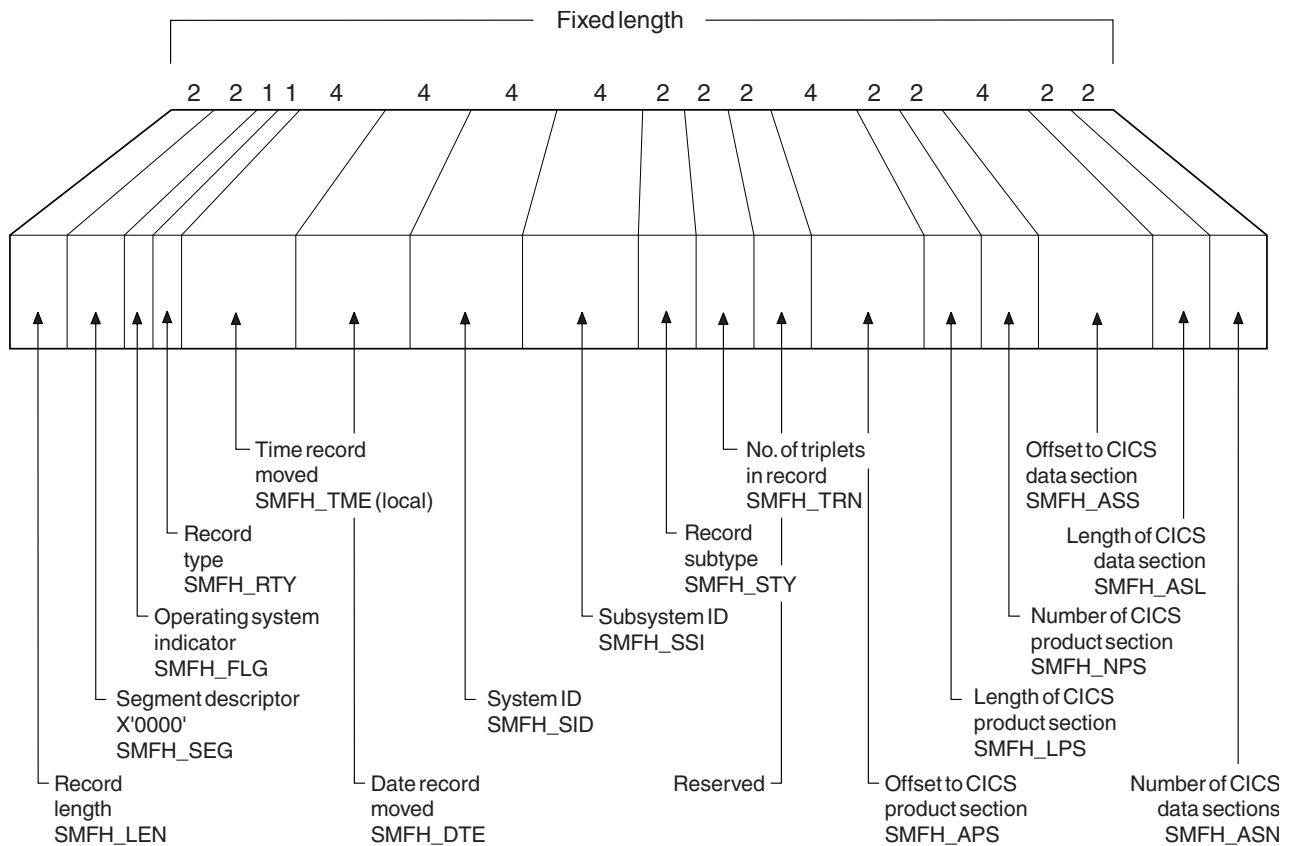 Fixed length
2 2 1 1 4 4 4 4 2 2 2 4 2 2 4 2 2
Time record
moved
SMFH_TME (local)
No. of triplets
in record
SMFH_TRN
Offset to CICS
data section
SMFH_ASS
Record
type
SMFH_RTY
Record
subtype
SMFH_STY
Length of CICS
data section
SMFH_ASL
Operating system
indicator
SMFH_FLG
Subsystem ID
SMFH_SSI
Number of CICS
product section
SMFH_NPS
Segment descriptor
X'0000'
SMFH_SEG
System ID
SMFH_SID
Length of CICS
product section
SMFH_LPS
Record
length
SMFH_LEN
Date record
moved
SMFH_DTE
Reserved
Offset to CICS
product section
SMFH_APS
Number of CICS
data sections
SMFH_ASN